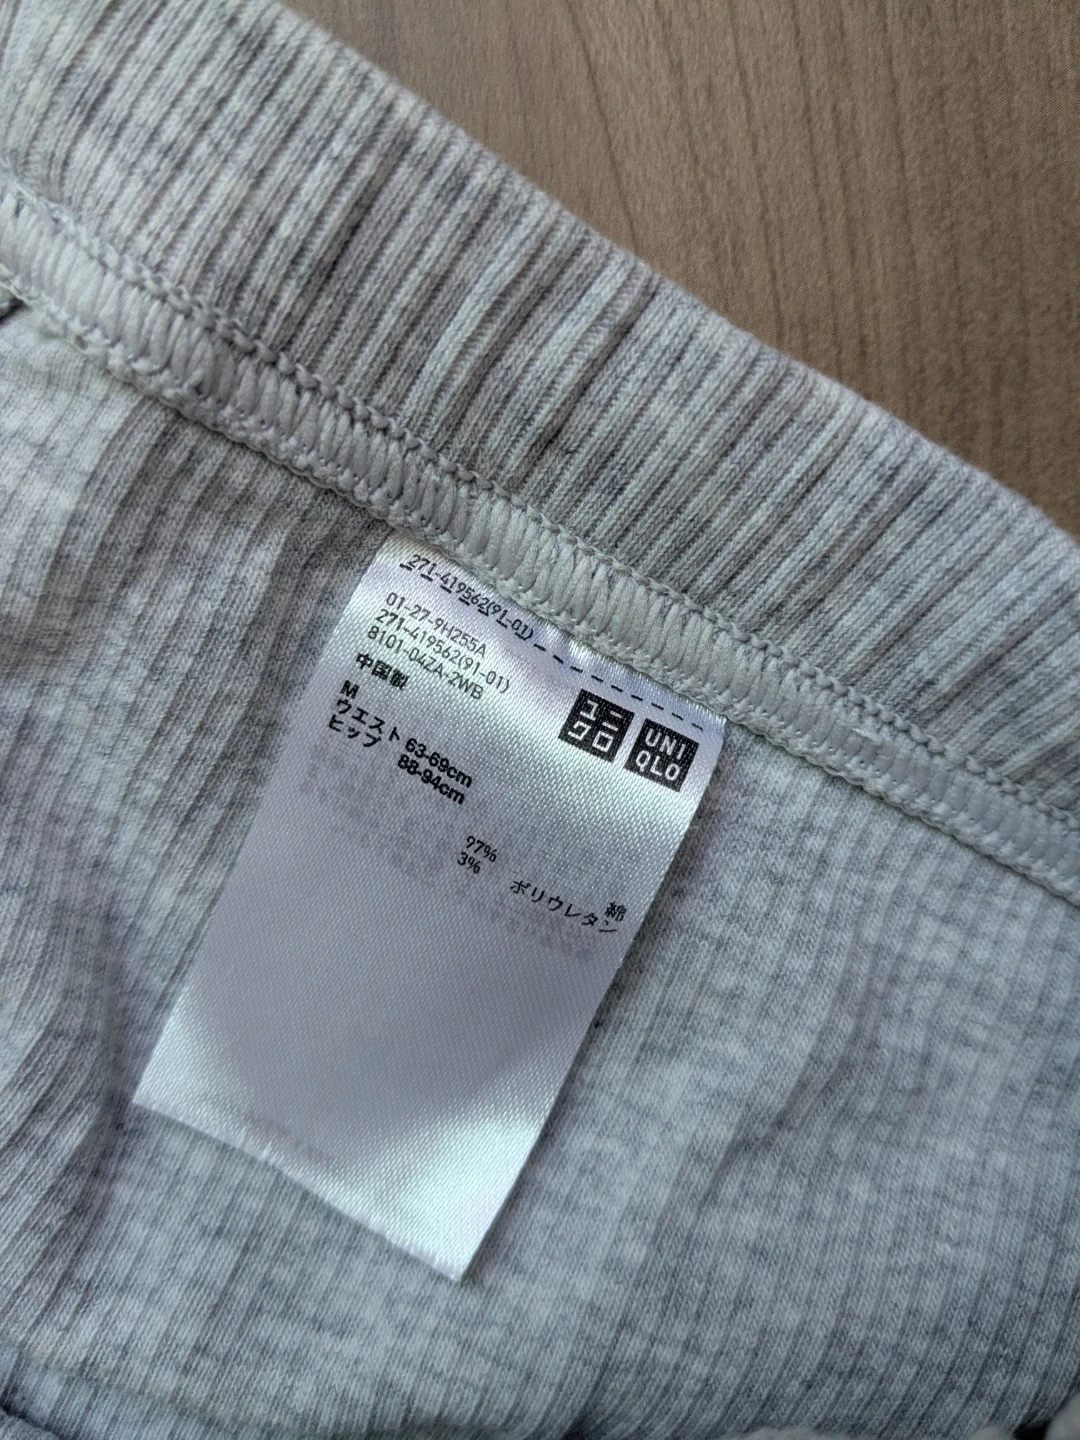 271-419562(91-01)
01-27-9H255A
271-419562(91-01)
8101-04ZA-ZWB
中国製
M
ウエスト 63-69cm
ヒップ 88-94cm
ユニ
クロ
UNI
QLO
97% 綿
3% ポリウレタン